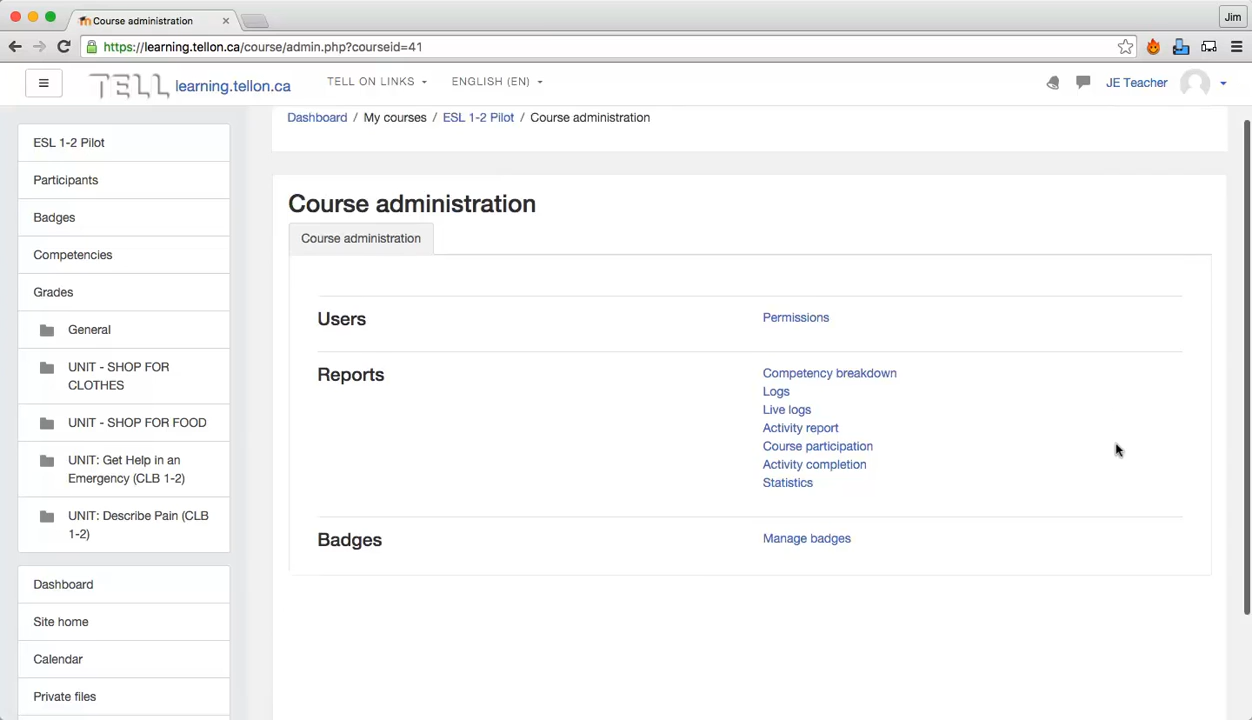 Course administration
Jim
https://learning.tellon.ca/course/admin.php?courseid=41
TELL learning.tellon.ca
TELL ON LINKS
ENGLISH (EN)
JE Teacher
Dashboard / My courses / ESL 1-2 Pilot / Course administration
ESL 1-2 Pilot
Participants
Badges
Competencies
Grades
General
UNIT - SHOP FOR
CLOTHES
UNIT - SHOP FOR FOOD
UNIT: Get Help in an
Emergency (CLB 1-2)
UNIT: Describe Pain (CLB
1-2)
Dashboard
Site home
Calendar
Private files
Course administration
Course administration
Users
Permissions
Reports
Competency breakdown
Logs
Live logs
Activity report
Course participation
Activity completion
Statistics
Badges
Manage badges